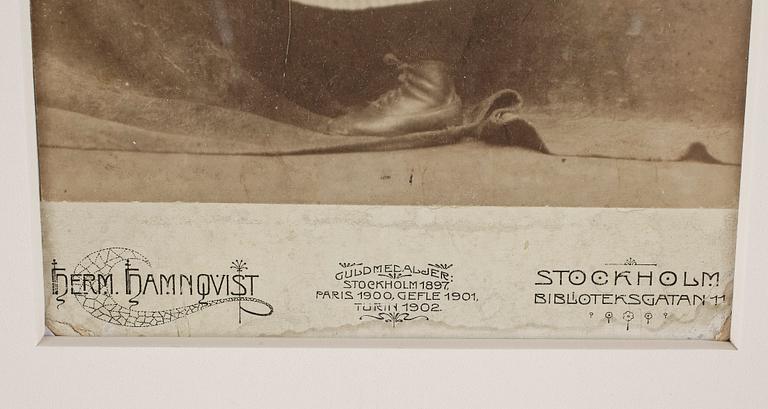 HERM. HAMNQVIST
GULDMEDALJER:
STOCKHOLM 1897,
PARIS 1900, GEFLE 1901,
TURIN 1902.
STOCKHOLM
BIBLIOTEKSGATAN 11